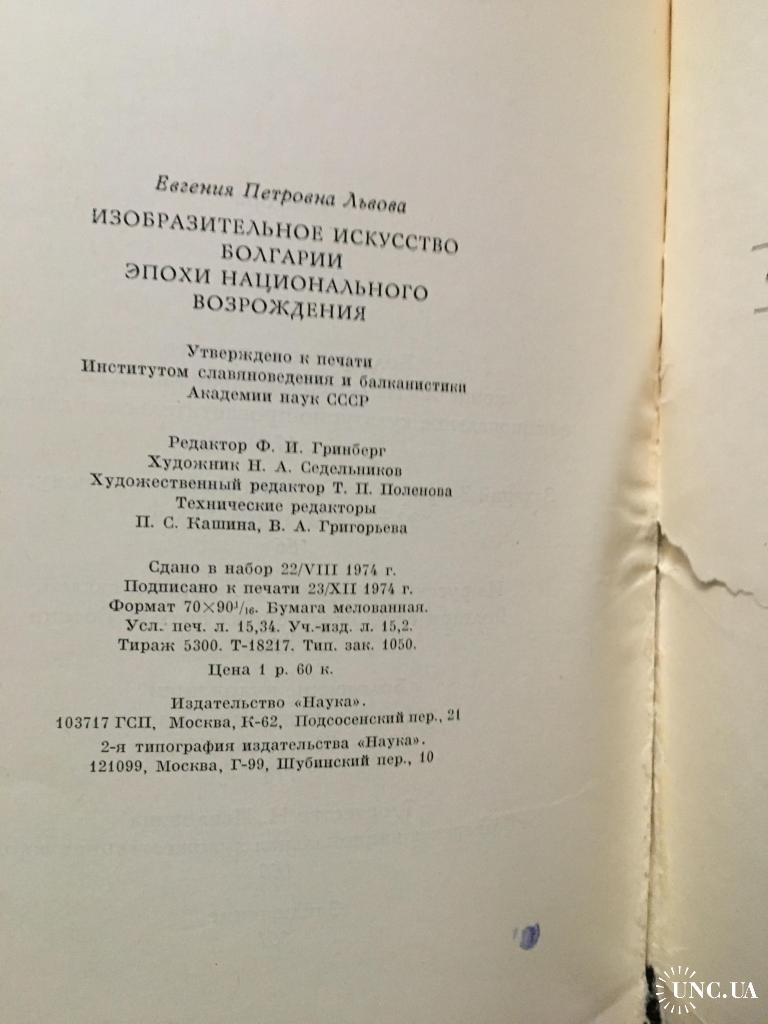 Евгения Петровна Львова
ИЗОБРАЗИТЕЛЬНОЕ ИСКУССТВО
БОЛГАРИИ
ЭПОХИ НАЦИОНАЛЬНОГО
ВОЗРОЖДЕНИЯ
Утверждено к печати
Институтом славяноведения и балканистики
Академии наук СССР
Редактор Ф. И. Гринберг
Художник Н. А. Седельников
Художественный редактор Т. П. Поленова
Технические редакторы
П. С. Кашина, В. А. Григорьева
Сдано в набор 22/VIII 1974 г.
Подписано к печати 23/XII 1974 г.
Формат 70×90¹/₁₆. Бумага мелованная.
Усл. печ. л. 15,34. Уч.-изд. л. 15,2.
Тираж 5300. Т-18217. Тип. зак. 1050.
Цена 1 р. 60 к.
Издательство «Наука».
103717 ГСП, Москва, К-62, Подсосенский пер., 21
2-я типография издательства «Наука».
121099, Москва, Г-99, Шубинский пер., 10
UNC.UA